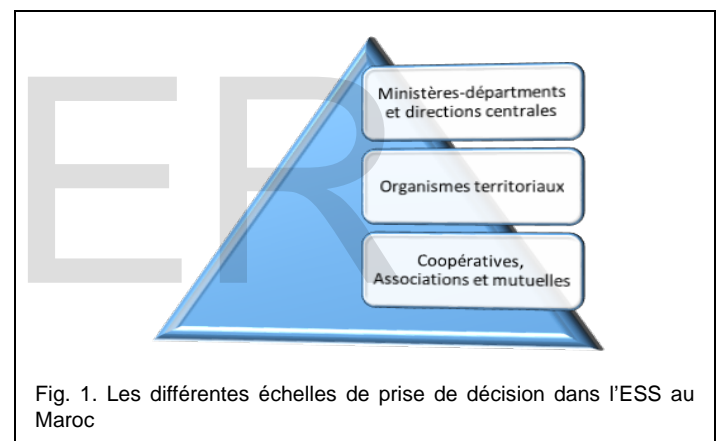 ER
Ministères-départments
et directions centrales
Organismes territoriaux
Coopératives,
Associations et mutuelles
Fig. 1. Les différentes échelles de prise de décision dans l'ESS au
Maroc